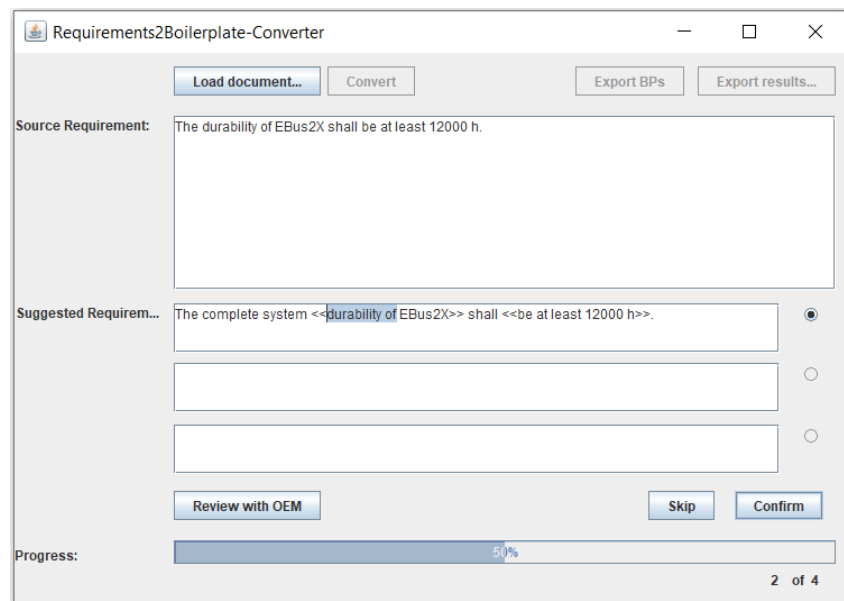 Requirements2Boilerplate-Converter
Load document... Convert Export BPs Export results...
Source Requirement: The durability of EBus2X shall be at least 12000 h.
Suggested Requirem... The complete system <<durability of EBus2X>> shall <<be at least 12000 h>>.
Review with OEM Skip Confirm
Progress: 50%
2 of 4